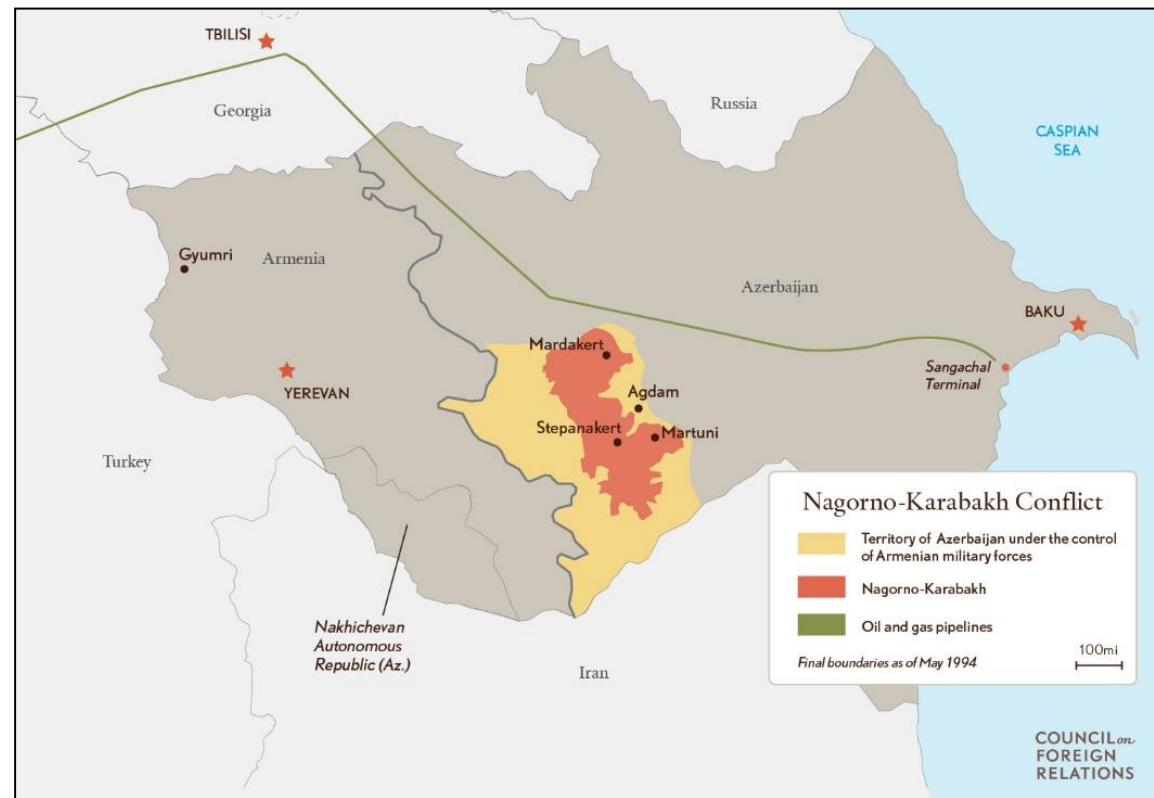 TBILISI
Georgia
Russia
CASPIAN
SEA
Gyumri
Armenia
Azerbaijan
BAKU
Mardakert
Sangachal
Terminal
YEREVAN
Agdam
Stepanakert
Martuni
Turkey
Nagorno-Karabakh Conflict
Territory of Azerbaijan under the control
of Armenian military forces
Nagorno-Karabakh
Oil and gas pipelines
Final boundaries as of May 1994
100mi
Nakhichevan
Autonomous
Republic (Az.)
Iran
COUNCIL on
FOREIGN
RELATIONS